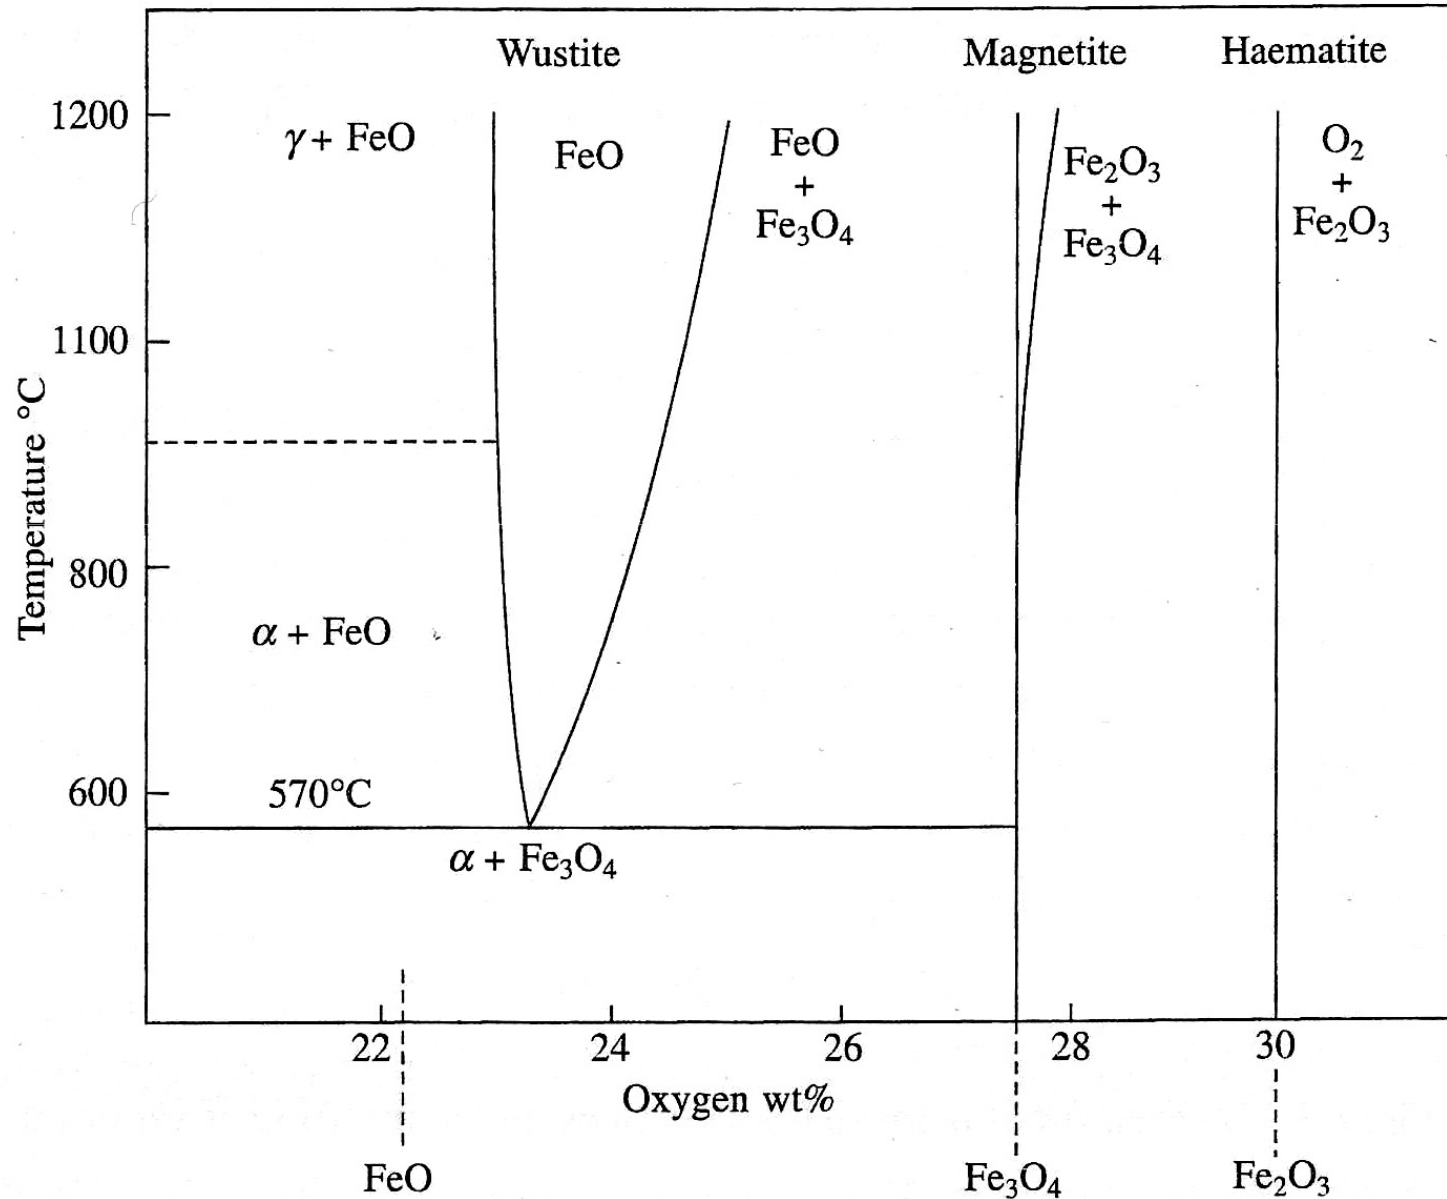 Wustite Magnetite Haematite
1200
γ + FeO
FeO
FeO
+
Fe₃O₄
Fe₂O₃
+
Fe₃O₄
O₂
+
Fe₂O₃
1100
Temperature °C
800
α + FeO
600
570°C
α + Fe₃O₄
22 24 26 28 30
Oxygen wt%
FeO Fe₃O₄ Fe₂O₃